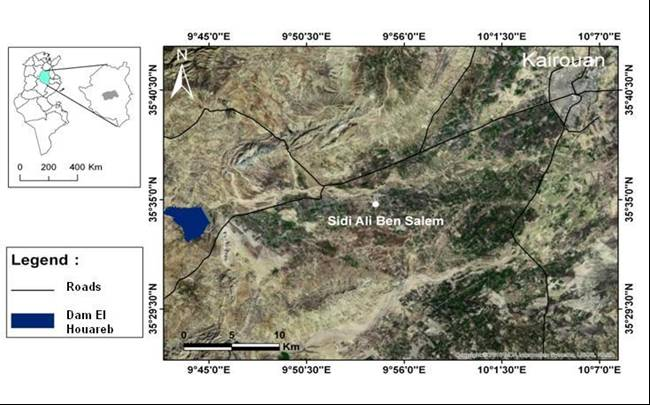 9°45'0"E 9°50'30"E 9°56'0"E 10°1'30"E 10°7'0"E
N
Kairouan
35°40'30"N 35°40'30"N
0 200 400 Km
35°35'0"N 35°35'0"N
Sidi Ali Ben Salem
Legend :
Roads
Dam El
Houareb
35°29'30"N 35°29'30"N
0 5 10
Km
9°45'0"E 9°50'30"E 9°56'0"E 10°1'30"E 10°7'0"E